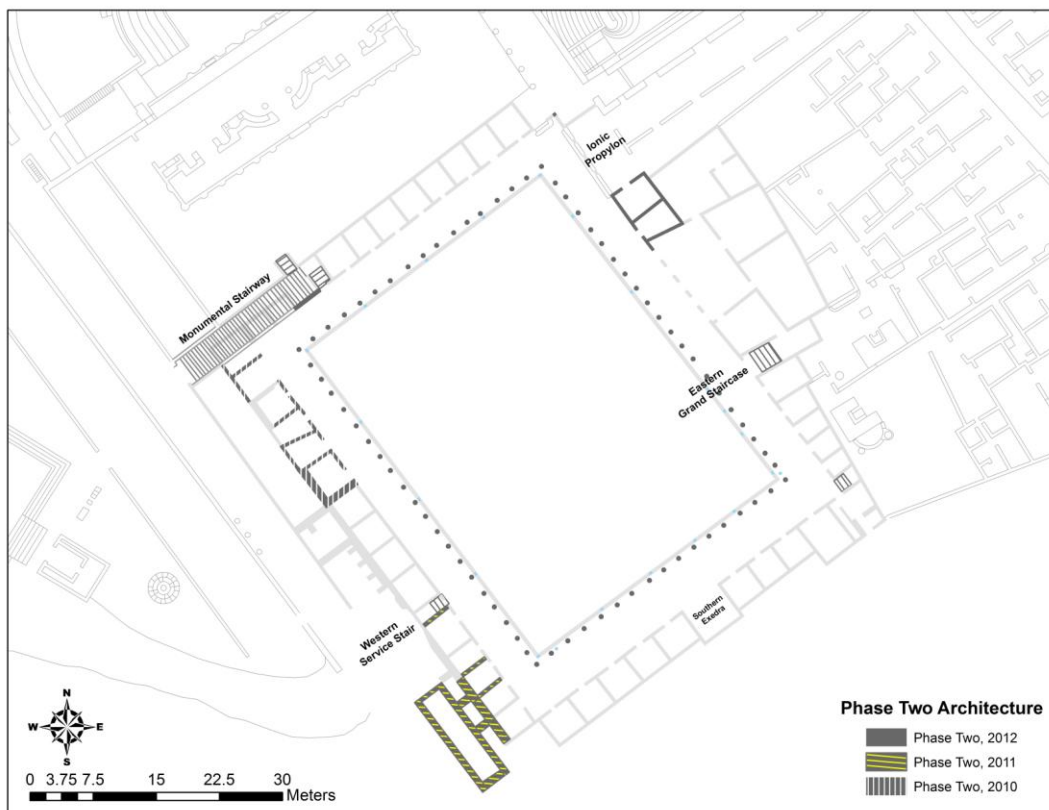 Ionic
Propylon
Monumental Stairway
Eastern
Grand Staircase
Southern
Exedra
Western
Service Stair
N
W E
S
0 3.75 7.5 15 22.5 30
Meters
Phase Two Architecture
Phase Two, 2012
Phase Two, 2011
Phase Two, 2010